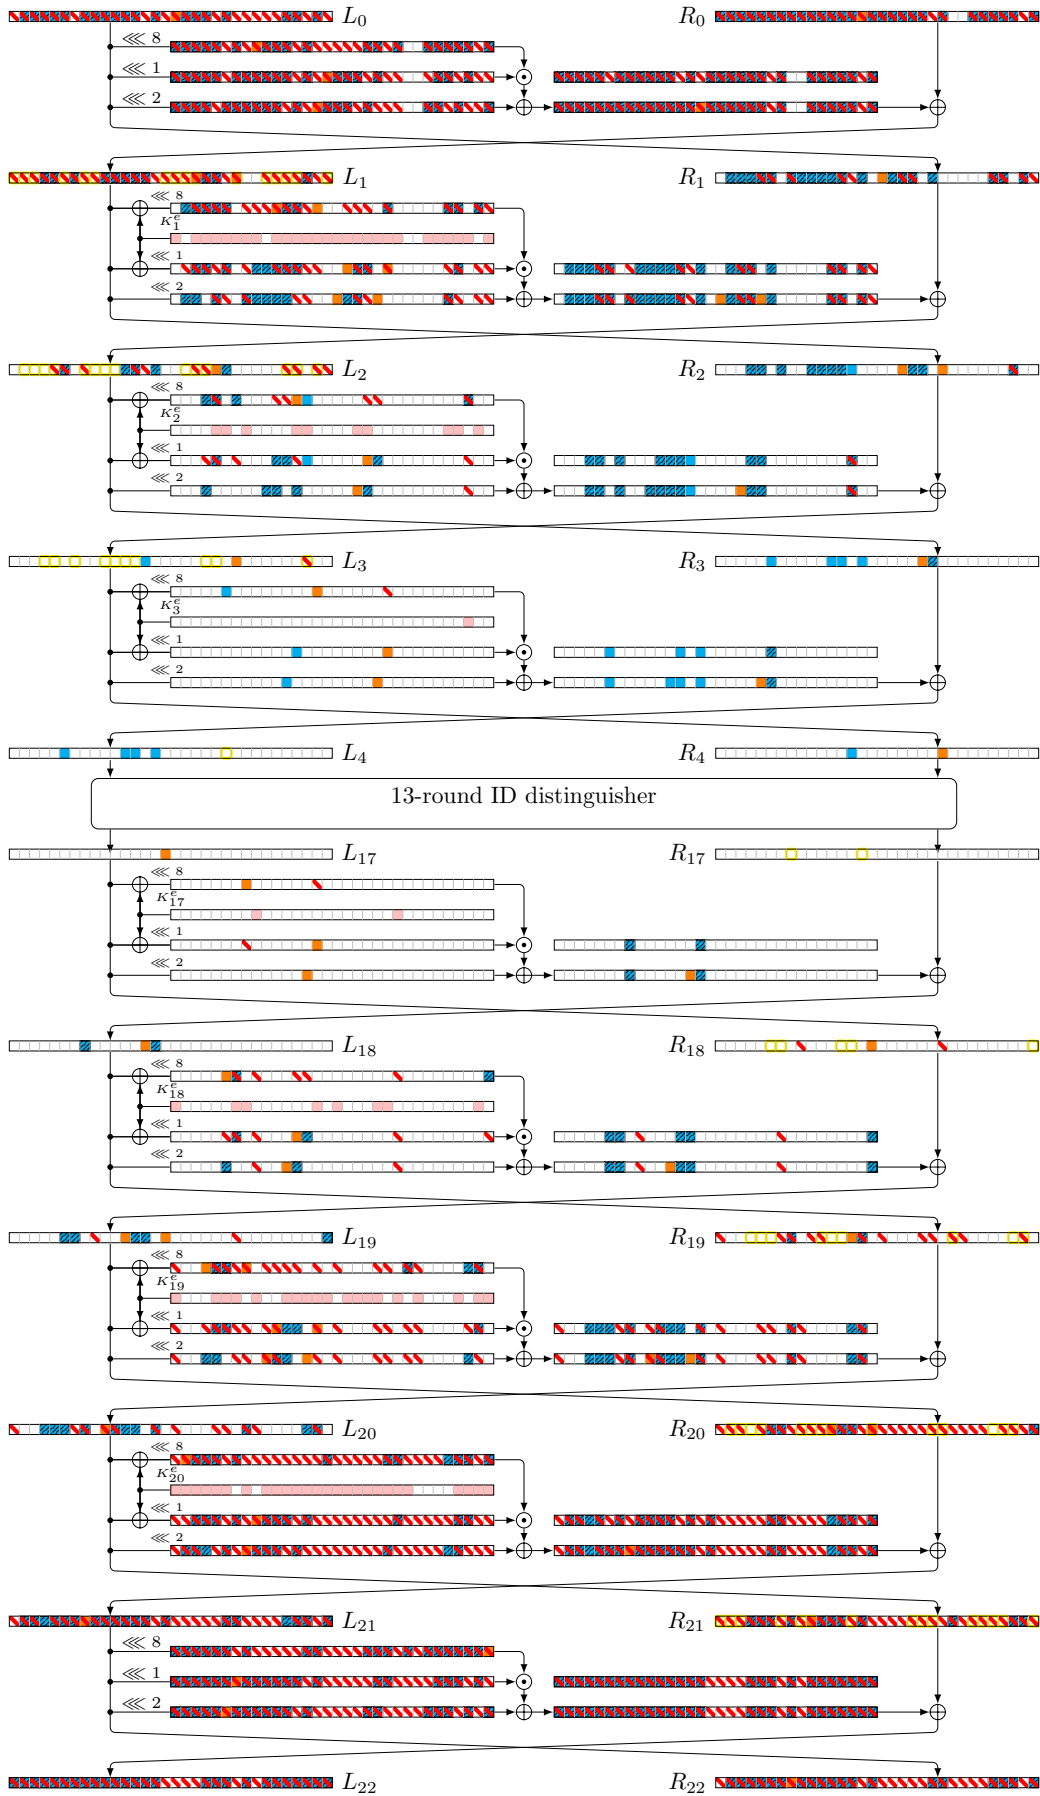 L₀ R₀
⋘ 8
⋘ 1
⋘ 2
L₁ R₁
⋘ 8
K₁ᵉ
⋘ 1
⋘ 2
L₂ R₂
⋘ 8
K₂ᵉ
⋘ 1
⋘ 2
L₃ R₃
⋘ 8
K₃ᵉ
⋘ 1
⋘ 2
L₄ R₄
13-round ID distinguisher
L₁₇ R₁₇
⋘ 8
K₁₇ᵉ
⋘ 1
⋘ 2
L₁₈ R₁₈
⋘ 8
K₁₈ᵉ
⋘ 1
⋘ 2
L₁₉ R₁₉
⋘ 8
K₁₉ᵉ
⋘ 1
⋘ 2
L₂₀ R₂₀
⋘ 8
K₂₀ᵉ
⋘ 1
⋘ 2
L₂₁ R₂₁
⋘ 8
⋘ 1
⋘ 2
L₂₂ R₂₂